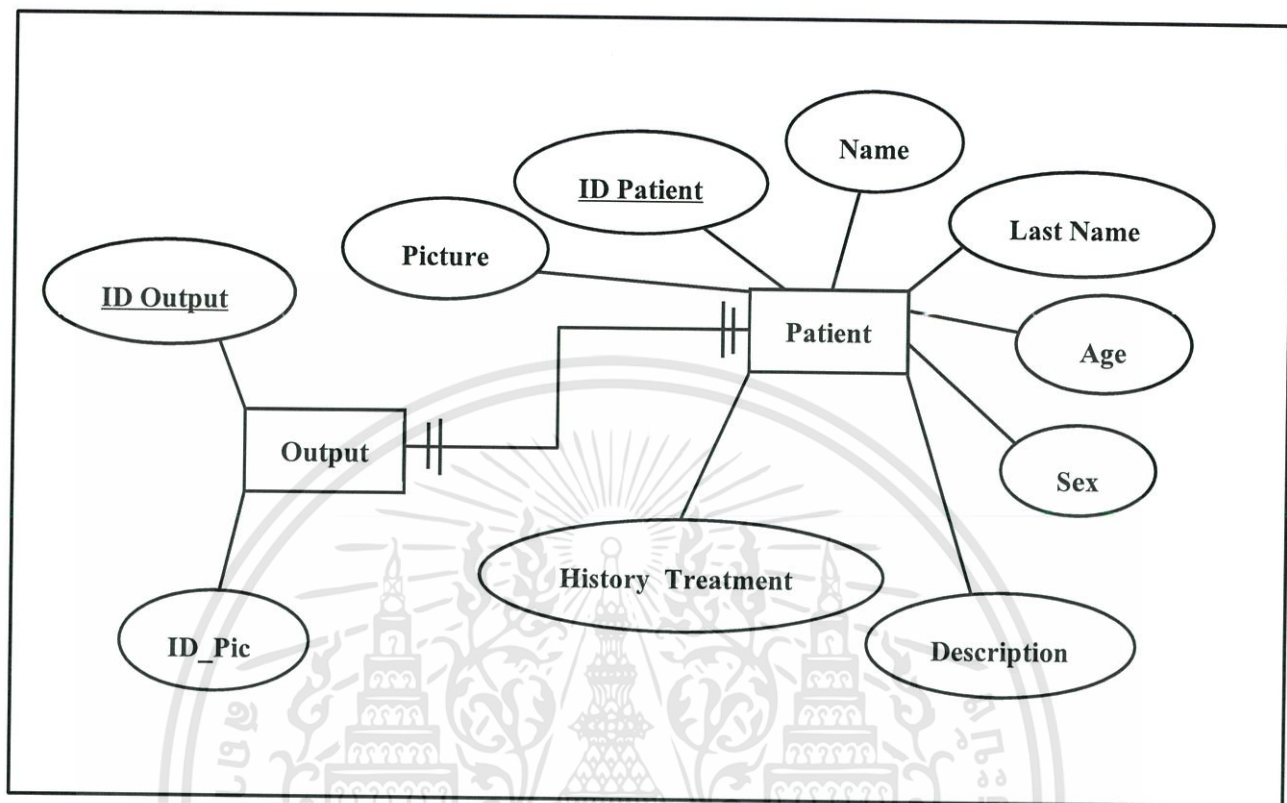 Name
ID Patient
Last Name
Picture
ID Output
Patient
Age
Output
Sex
History Treatment
ID_Pic
Description